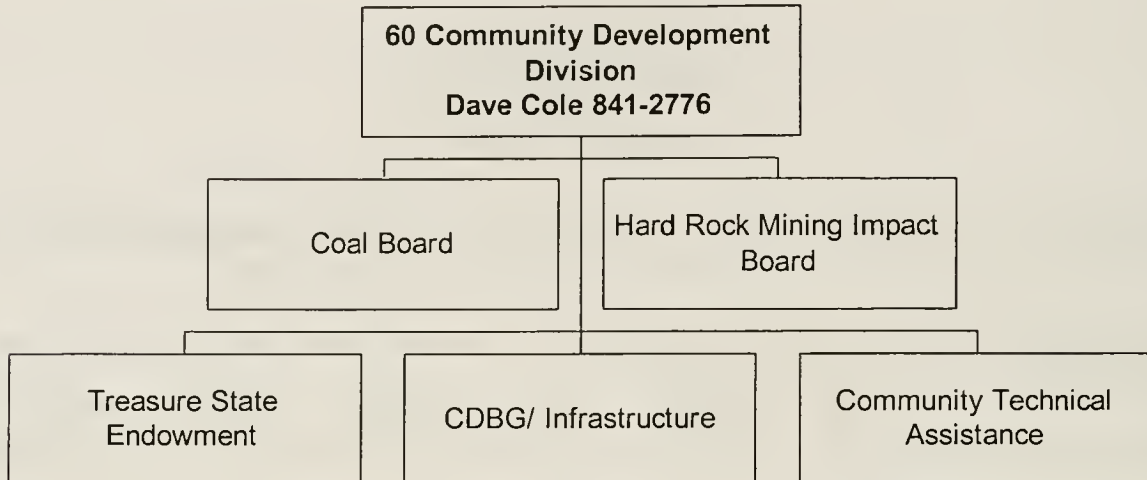 60 Community Development
Division
Dave Cole 841-2776
Coal Board
Hard Rock Mining Impact
Board
Treasure State
Endowment
CDBG/ Infrastructure
Community Technical
Assistance